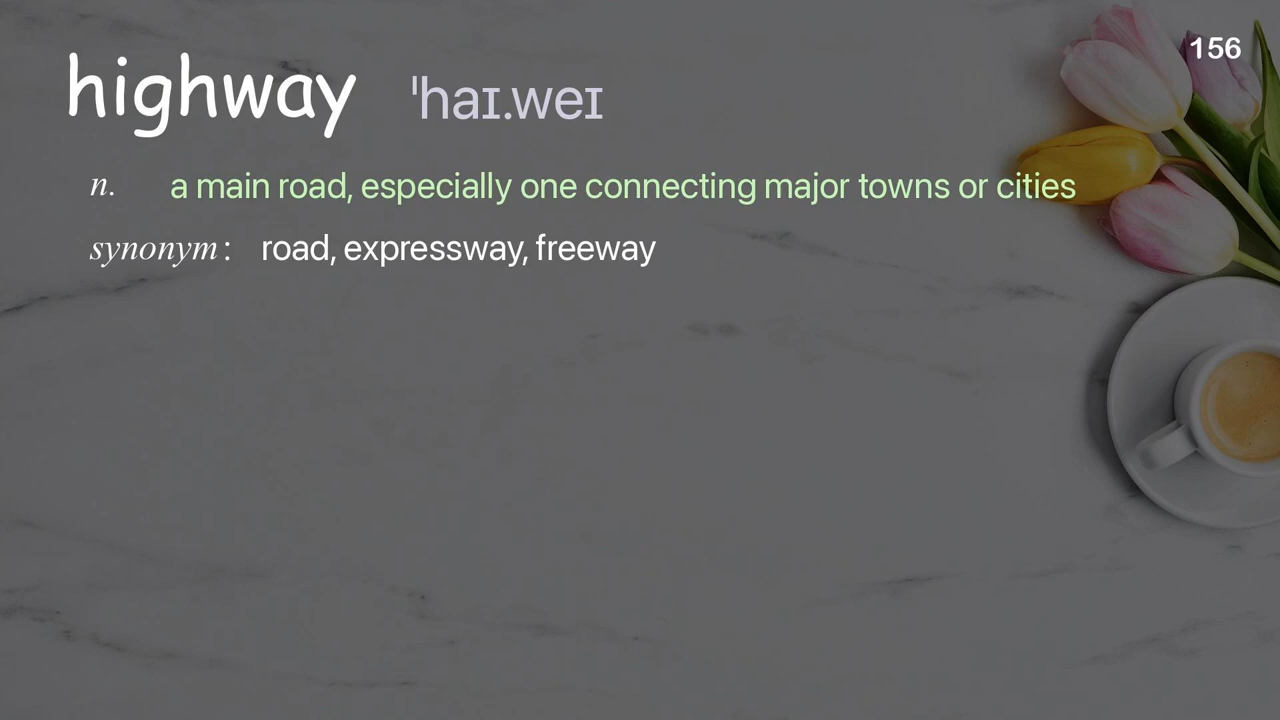 156
highway ˈhaɪ.weɪ
n. a main road, especially one connecting major towns or cities
synonym : road, expressway, freeway